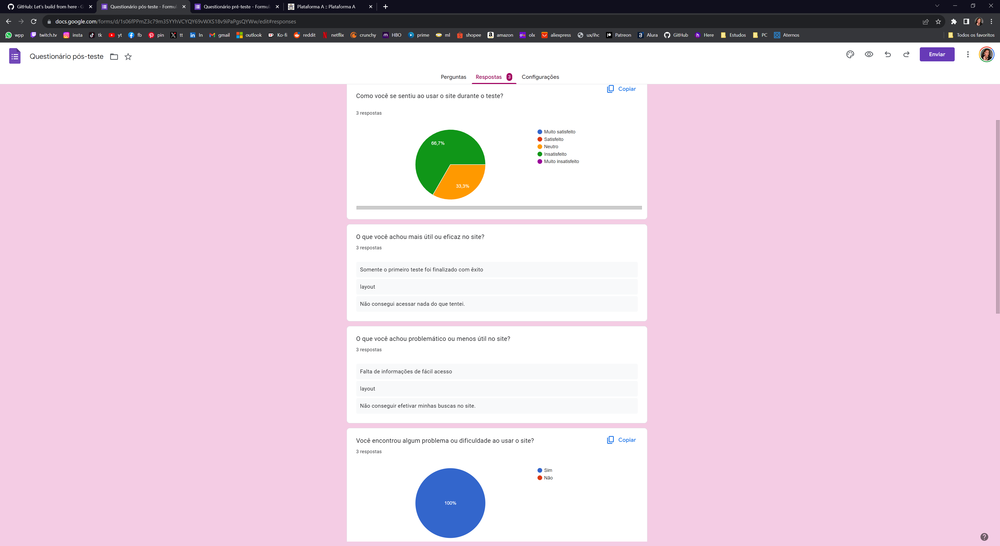 GitHub: Let's build from here · G
Questionário pós-teste - Formul
Questionário pré-teste - Formul
Plataforma A :: Plataforma A
docs.google.com/forms/d/1s06fPPmZ3c79m35YYhVCYQY69vWXS18v9iPaPgsQYWw/edit#responses
wpp twitch.tv insta tk yt fb pin tt In gmail outlook Ko-fi reddit netflix crunchy HBO prime ml shopee amazon olx aliexpress ux/ihc Patreon Alura GitHub Here Estudos PC Aternos Todos os favoritos
Questionário pós-teste
Enviar
Perguntas Respostas 3 Configurações
Copiar
Como você se sentiu ao usar o site durante o teste?
3 respostas
66,7%
33,3%
Muito satisfeito
Satisfeito
Neutro
Insatisfeito
Muito insatisfeito
O que você achou mais útil ou eficaz no site?
3 respostas
Somente o primeiro teste foi finalizado com êxito
layout
Não consegui acessar nada do que tentei.
O que você achou problemático ou menos útil no site?
3 respostas
Falta de informações de fácil acesso
layout
Não conseguir efetivar minhas buscas no site.
Você encontrou algum problema ou dificuldade ao usar o site?
Copiar
3 respostas
100%
Sim
Não